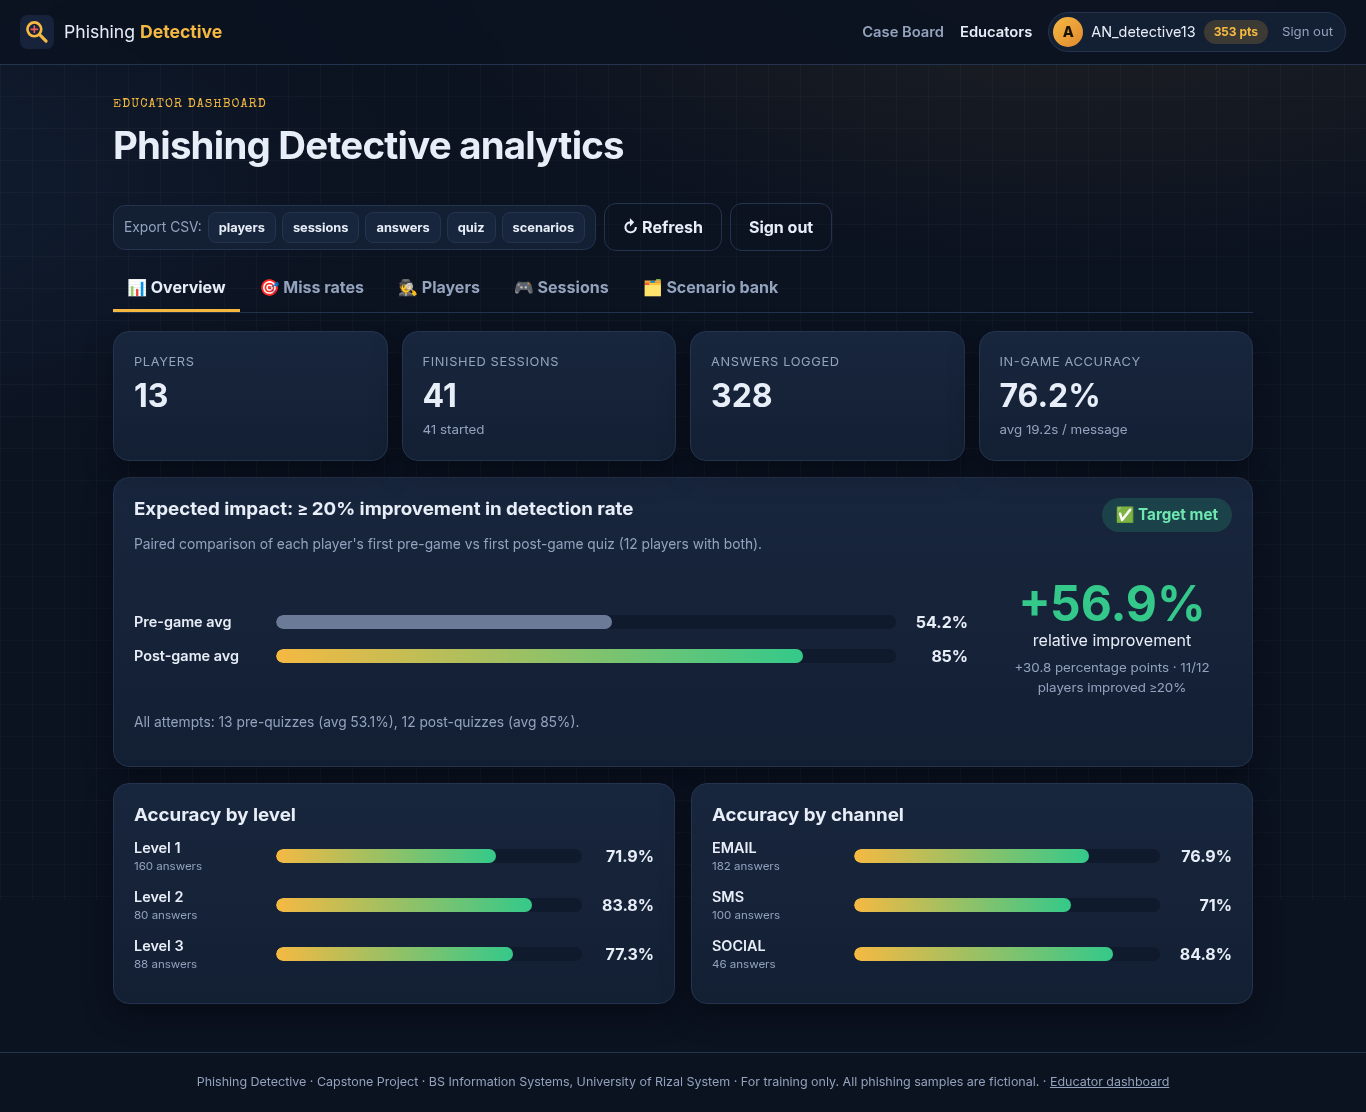 Phishing Detective
Case Board
Educators
A
AN_detective13
353 pts
Sign out
EDUCATOR DASHBOARD
Phishing Detective analytics
Export CSV:
players
sessions
answers
quiz
scenarios
↻ Refresh
Sign out
📊 Overview
🎯 Miss rates
🕵️ Players
🎮 Sessions
🗂️ Scenario bank
PLAYERS
13
FINISHED SESSIONS
41
41 started
ANSWERS LOGGED
328
IN-GAME ACCURACY
76.2%
avg 19.2s / message
Expected impact: ≥ 20% improvement in detection rate
✅ Target met
Paired comparison of each player's first pre-game vs first post-game quiz (12 players with both).
Pre-game avg
54.2%
Post-game avg
85%
+56.9%
relative improvement
+30.8 percentage points · 11/12
players improved ≥20%
All attempts: 13 pre-quizzes (avg 53.1%), 12 post-quizzes (avg 85%).
Accuracy by level
Level 1
160 answers
71.9%
Level 2
80 answers
83.8%
Level 3
88 answers
77.3%
Accuracy by channel
EMAIL
182 answers
76.9%
SMS
100 answers
71%
SOCIAL
46 answers
84.8%
Phishing Detective · Capstone Project · BS Information Systems, University of Rizal System · For training only. All phishing samples are fictional. · Educator dashboard